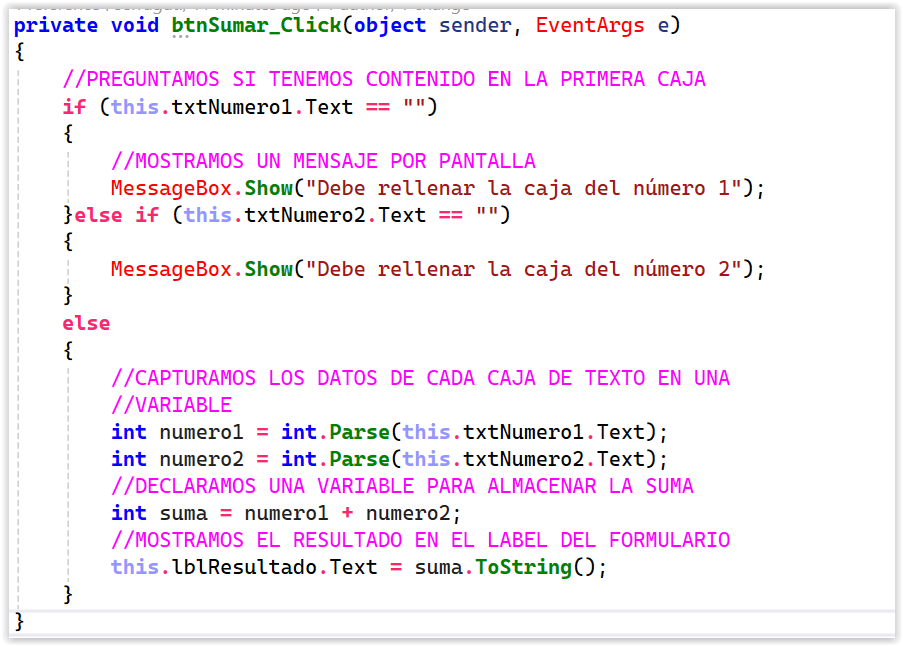 private void btnSumar_Click(object sender, EventArgs e)
{
    //PREGUNTAMOS SI TENEMOS CONTENIDO EN LA PRIMERA CAJA
    if (this.txtNumero1.Text == "")
    {
        //MOSTRAMOS UN MENSAJE POR PANTALLA
        MessageBox.Show("Debe rellenar la caja del número 1");
    }else if (this.txtNumero2.Text == "")
    {
        MessageBox.Show("Debe rellenar la caja del número 2");
    }
    else
    {
        //CAPTURAMOS LOS DATOS DE CADA CAJA DE TEXTO EN UNA
        //VARIABLE
        int numero1 = int.Parse(this.txtNumero1.Text);
        int numero2 = int.Parse(this.txtNumero2.Text);
        //DECLARAMOS UNA VARIABLE PARA ALMACENAR LA SUMA
        int suma = numero1 + numero2;
        //MOSTRAMOS EL RESULTADO EN EL LABEL DEL FORMULARIO
        this.lblResultado.Text = suma.ToString();
    }
}